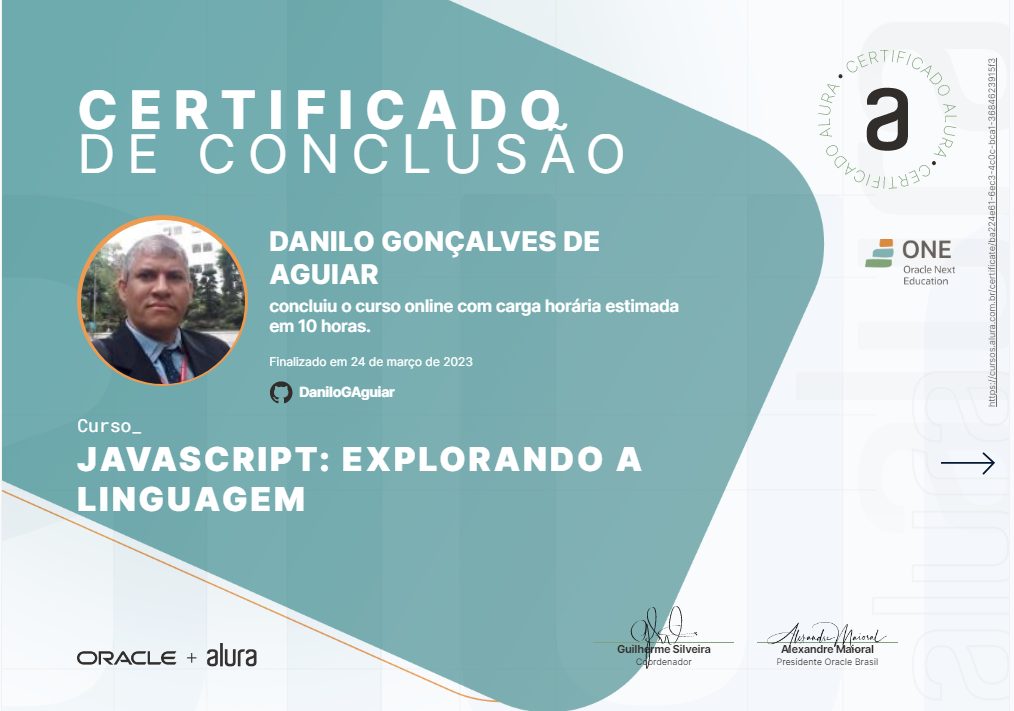 CERTIFICADO
DE CONCLUSÃO
DANILO GONÇALVES DE
AGUIAR
concluiu o curso online com carga horária estimada
em 10 horas.
Finalizado em 24 de março de 2023
DaniloGAguiar
Curso_
JAVASCRIPT: EXPLORANDO A
LINGUAGEM
ORACLE + alura
Guilherme Silveira
Coordenador
Alexandre Maioral
Alexandre Maioral
Presidente Oracle Brasil
CERTIFICADO ALURA • CERTIFICADO ALURA •
a
ONE
Oracle Next
Education
https://cursos.alura.com.br/certificate/ba224e61-6ec3-4c0c-bca1-3684623915f3
alura